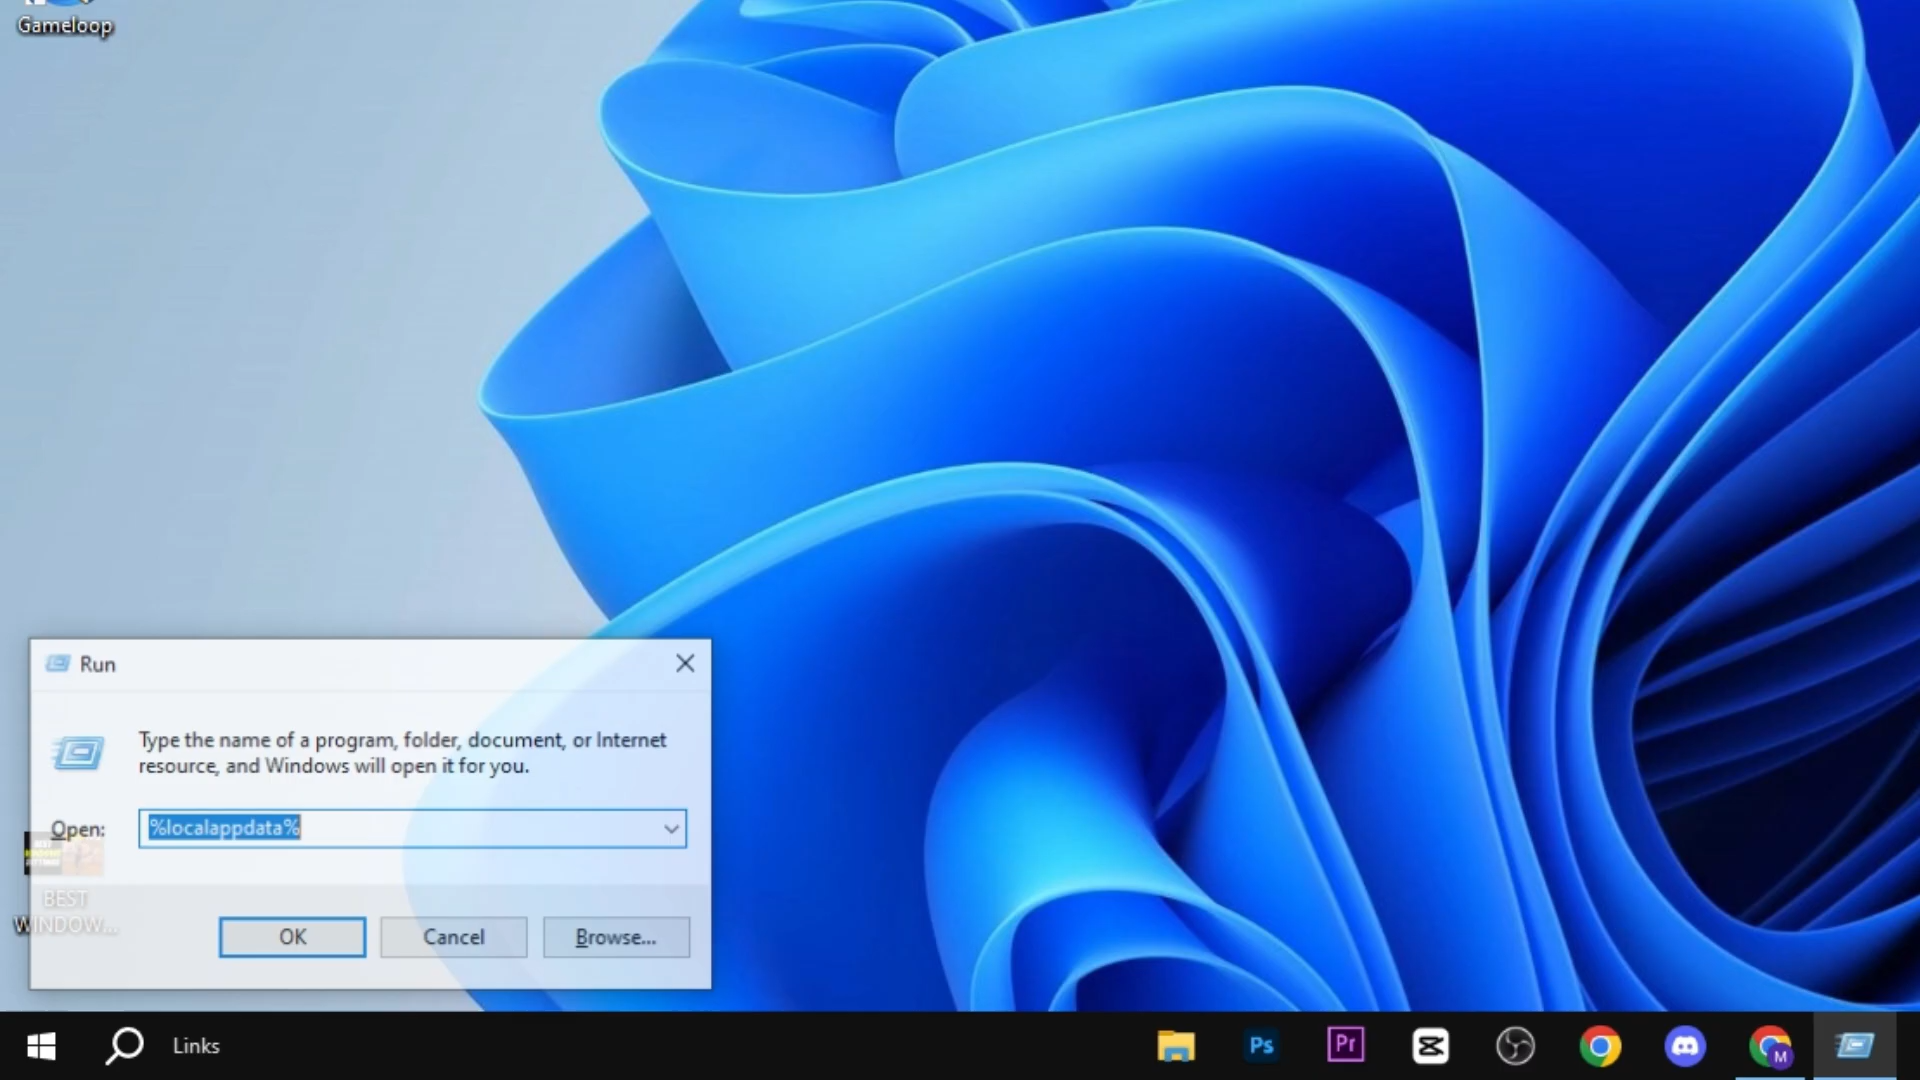 Gameloop
Run
Type the name of a program, folder, document, or Internet
resource, and Windows will open it for you.
Open:
%localappdata%
BEST
WINDOW...
OK
Cancel
Browse...
Links
Ps
Pr
M